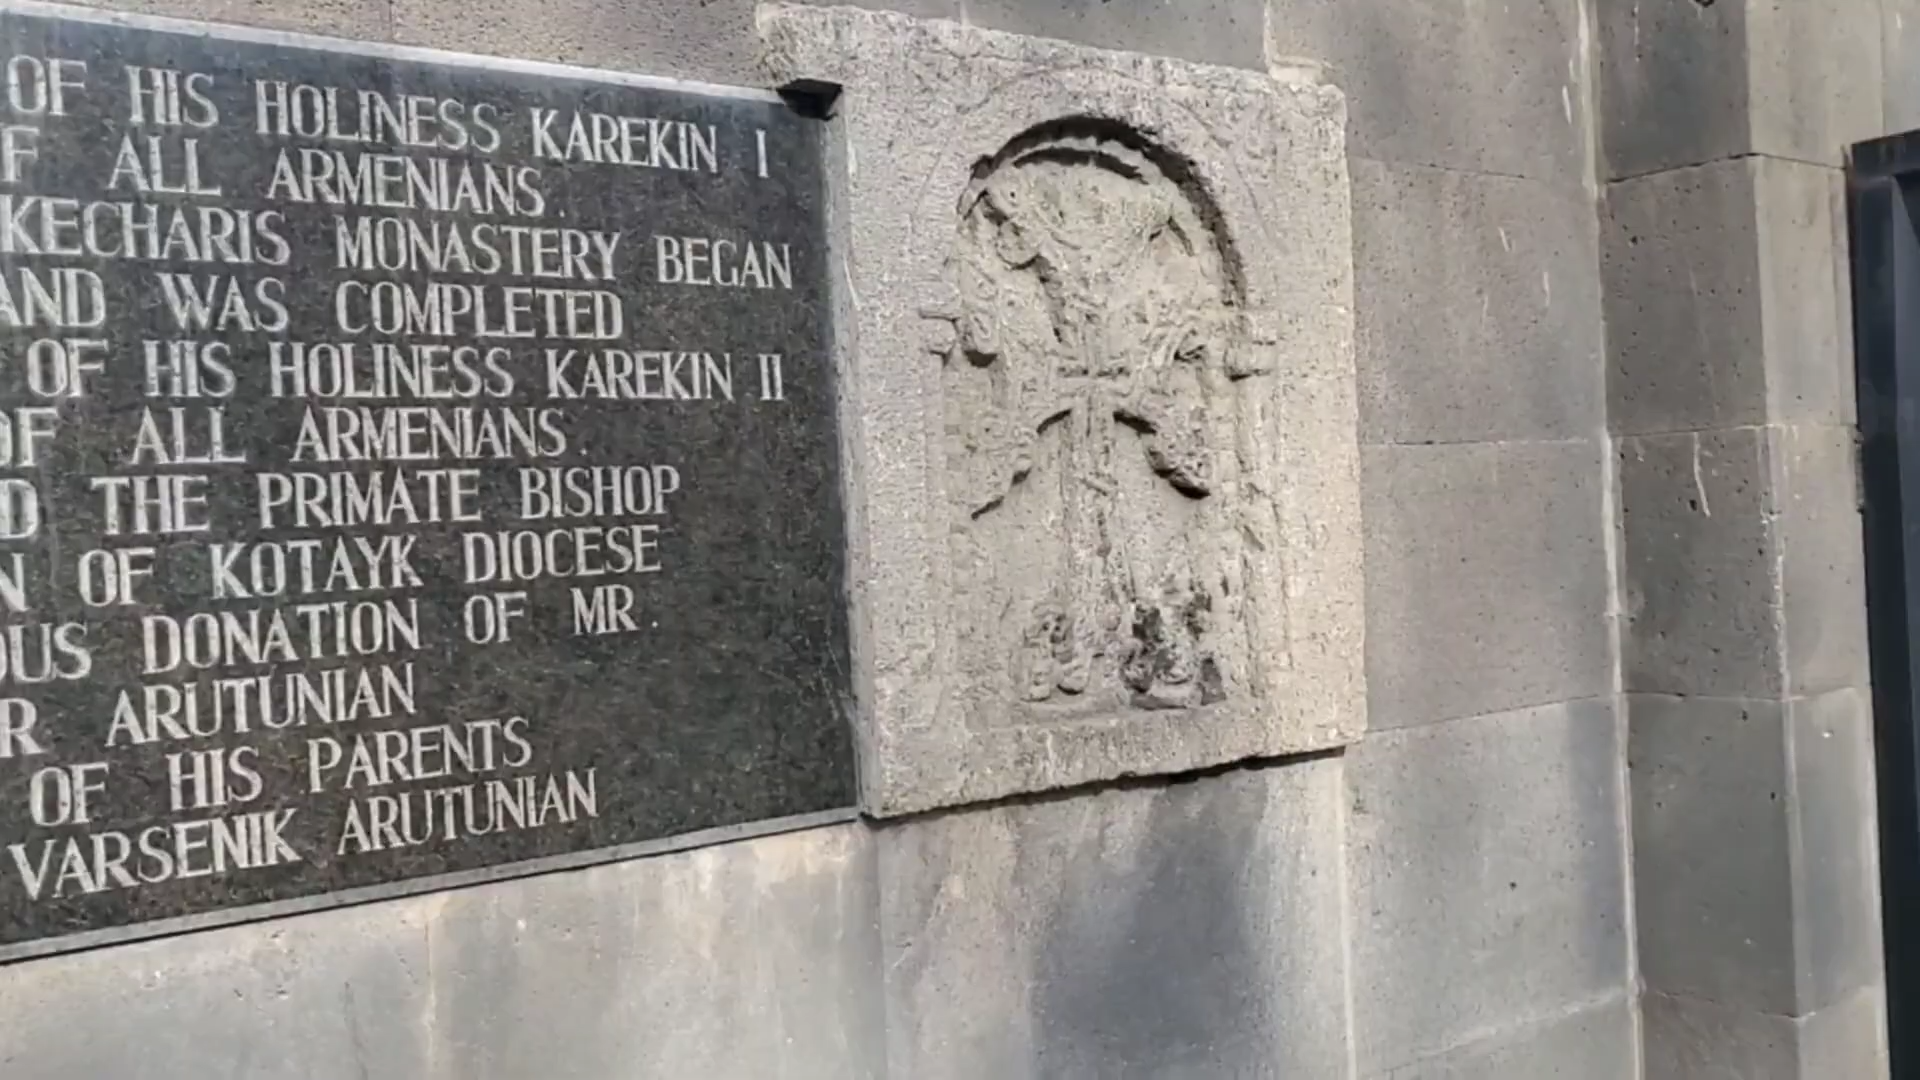 OF HIS HOLINESS KAREKIN I
F ALL ARMENIANS.
KECHARIS MONASTERY BEGAN
AND WAS COMPLETED
OF HIS HOLINESS KAREKIN II
OF ALL ARMENIANS.
D THE PRIMATE BISHOP
N OF KOTAYK DIOCESE
OUS DONATION OF MR.
R ARUTUNIAN
OF HIS PARENTS
VARSENIK ARUTUNIAN